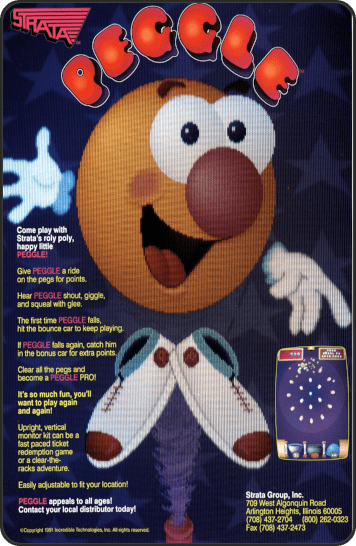 STRATA™
PEGGLE™
Come play with
Strata's roly poly,
happy little
PEGGLE!
Give PEGGLE a ride
on the pegs for points.
Hear PEGGLE shout, giggle,
and squeal with glee.
The first time PEGGLE falls,
hit the bounce car to keep playing.
If PEGGLE falls again, catch him
in the bonus car for extra points.
Clear all the pegs and
become a PEGGLE PRO!
It's so much fun, you'll
want to play again
and again!
Upright, vertical
monitor kit can be a
fast paced ticket
redemption game
or a clear-the-
racks adventure.
Easily adjustable to fit your location!
PEGGLE appeals to all ages!
Contact your local distributor today!
©Copyright 1991 Incredible Technologies, Inc. All rights reserved.
Strata Group, Inc.
709 West Algonquin Road
Arlington Heights, Illinois 60005
(708) 437-2704 (800) 262-0323
Fax (708) 437-2473